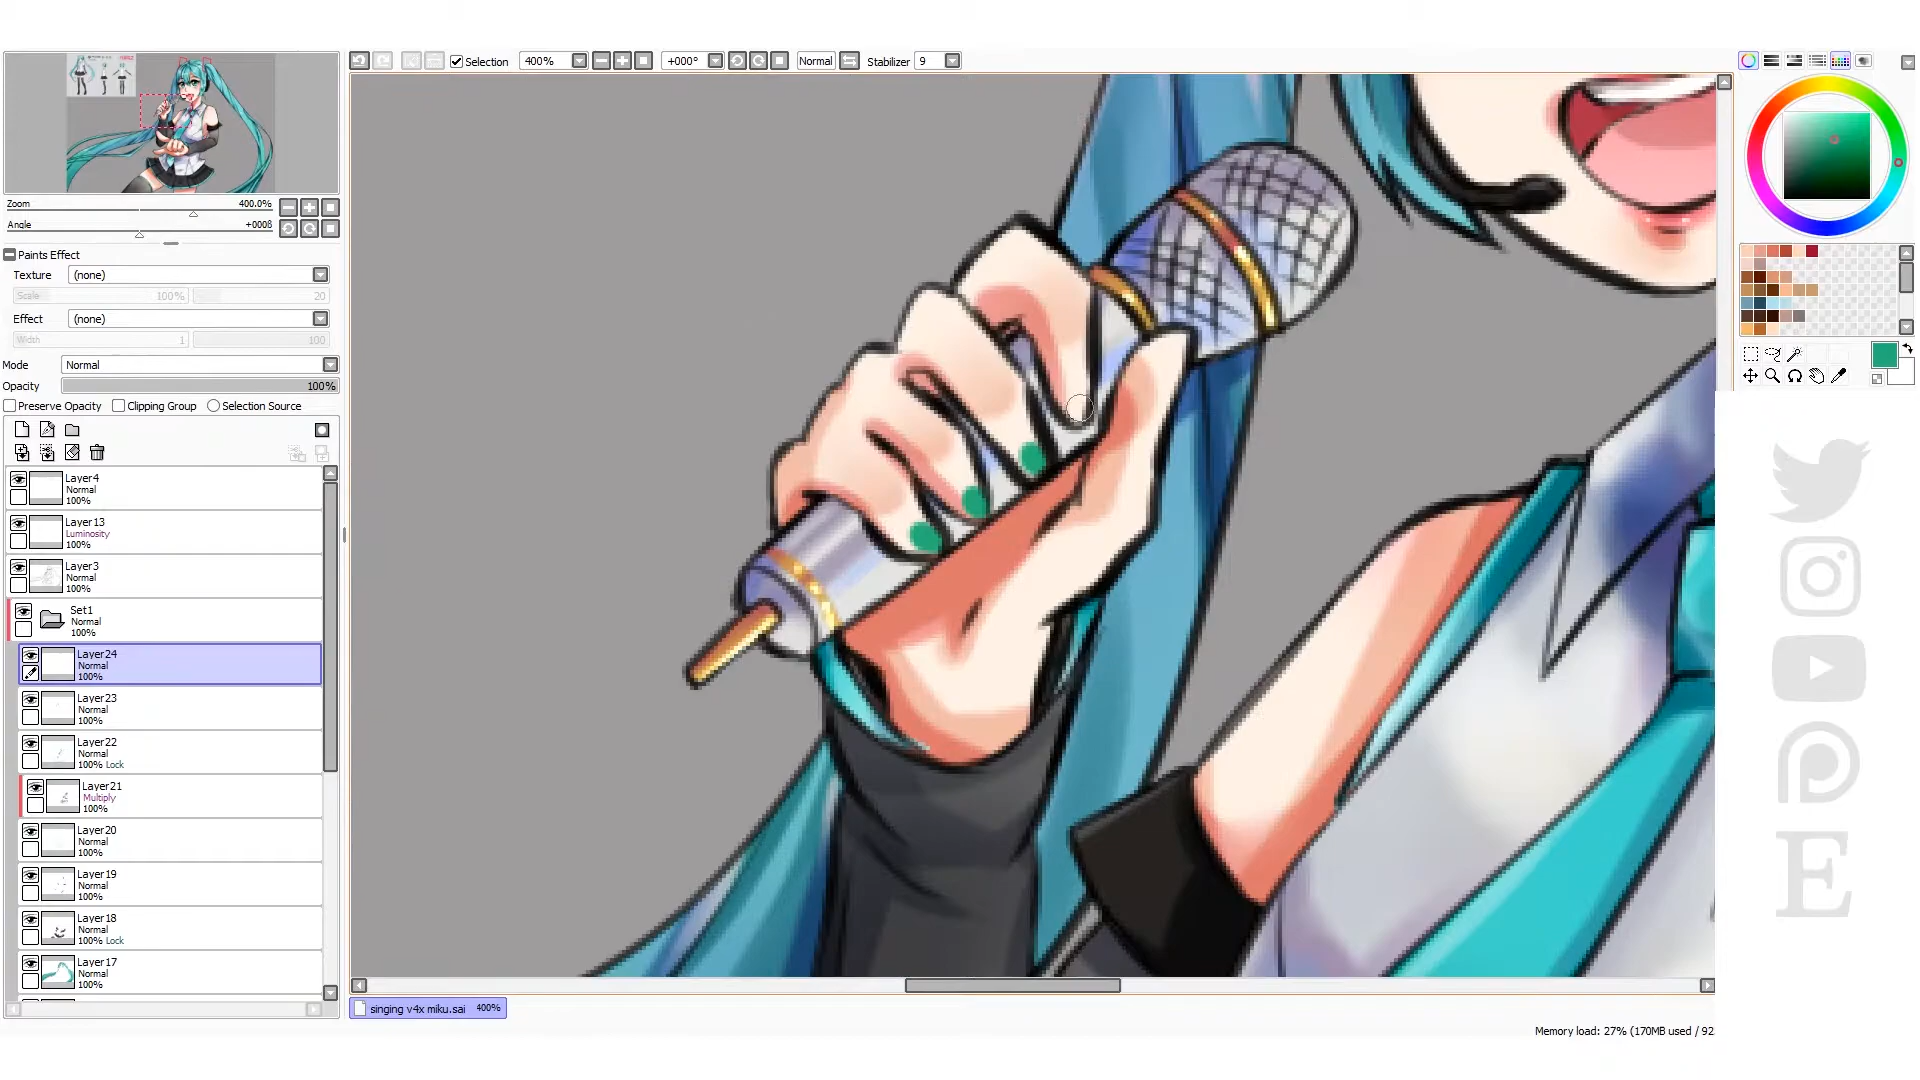 Selection 400% +000° Normal Stabilizer 9
Zoom 400.0%
Angle +0008
Paints Effect
Texture (none)
Scale 100% 20
Effect (none)
Width 1 100
Mode Normal
Opacity 100%
Preserve Opacity Clipping Group Selection Source
Layer4
Normal
100%
Layer13
Luminosity
100%
Layer3
Normal
100%
Set1
Normal
100%
Layer24
Normal
100%
Layer23
Normal
100%
Layer22
Normal
100% Lock
Layer21
Multiply
100%
Layer20
Normal
100%
Layer19
Normal
100%
Layer18
Normal
100% Lock
Layer17
Normal
100%
singing v4x miku.sai 400%
Memory load: 27% (170MB used / 92
E